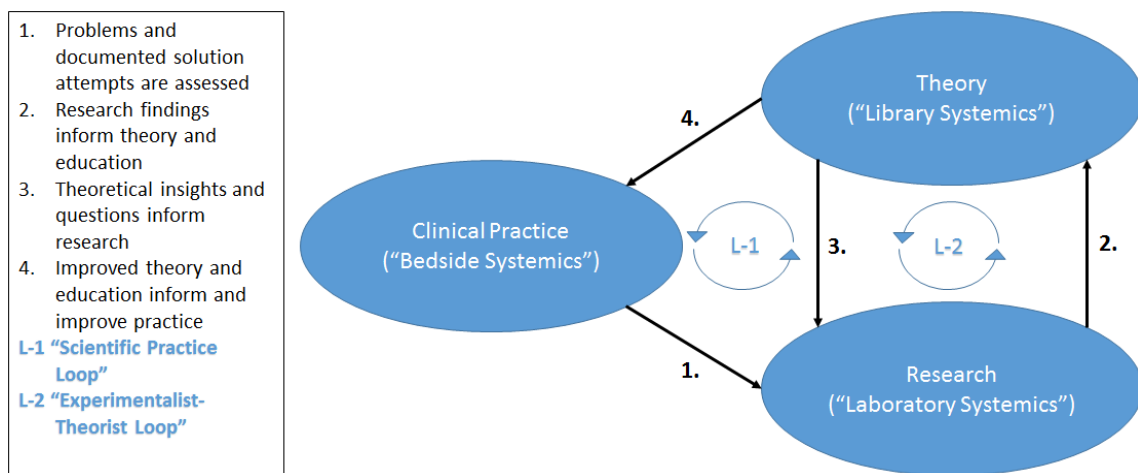 1. Problems and
documented solution
attempts are assessed
2. Research findings
inform theory and
education
3. Theoretical insights and
questions inform
research
4. Improved theory and
education inform and
improve practice
L-1 “Scientific Practice
Loop”
L-2 “Experimentalist-
Theorist Loop”
Theory
(“Library Systemics”)
4.
Clinical Practice
(“Bedside Systemics”)
L-1
3.
L-2
2.
1.
Research
(“Laboratory Systemics”)